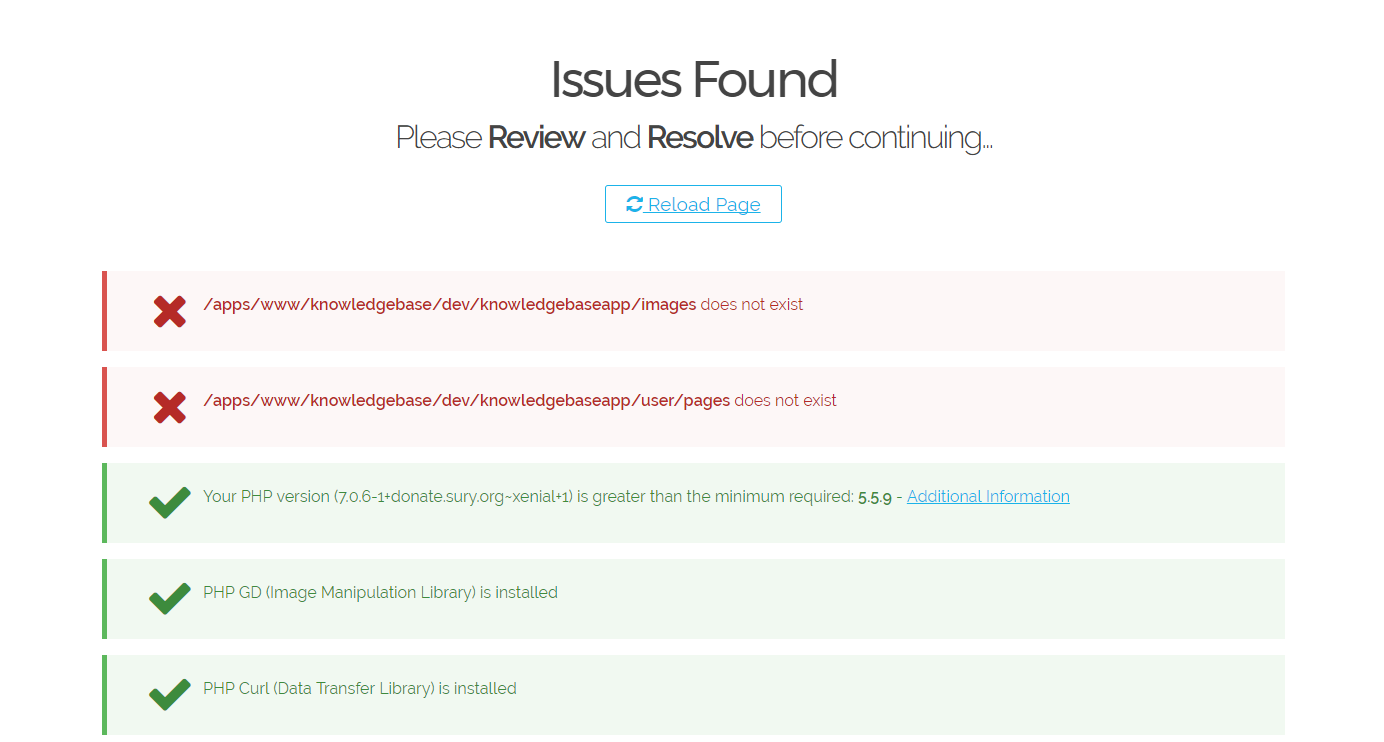 Issues Found
Please Review and Resolve before continuing...
Reload Page
/apps/www/knowledgebase/dev/knowledgebaseapp/images does not exist
/apps/www/knowledgebase/dev/knowledgebaseapp/user/pages does not exist
Your PHP version (7.0.6-1+donate.sury.org~xenial+1) is greater than the minimum required: 5.5.9 - Additional Information
PHP GD (Image Manipulation Library) is installed
PHP Curl (Data Transfer Library) is installed